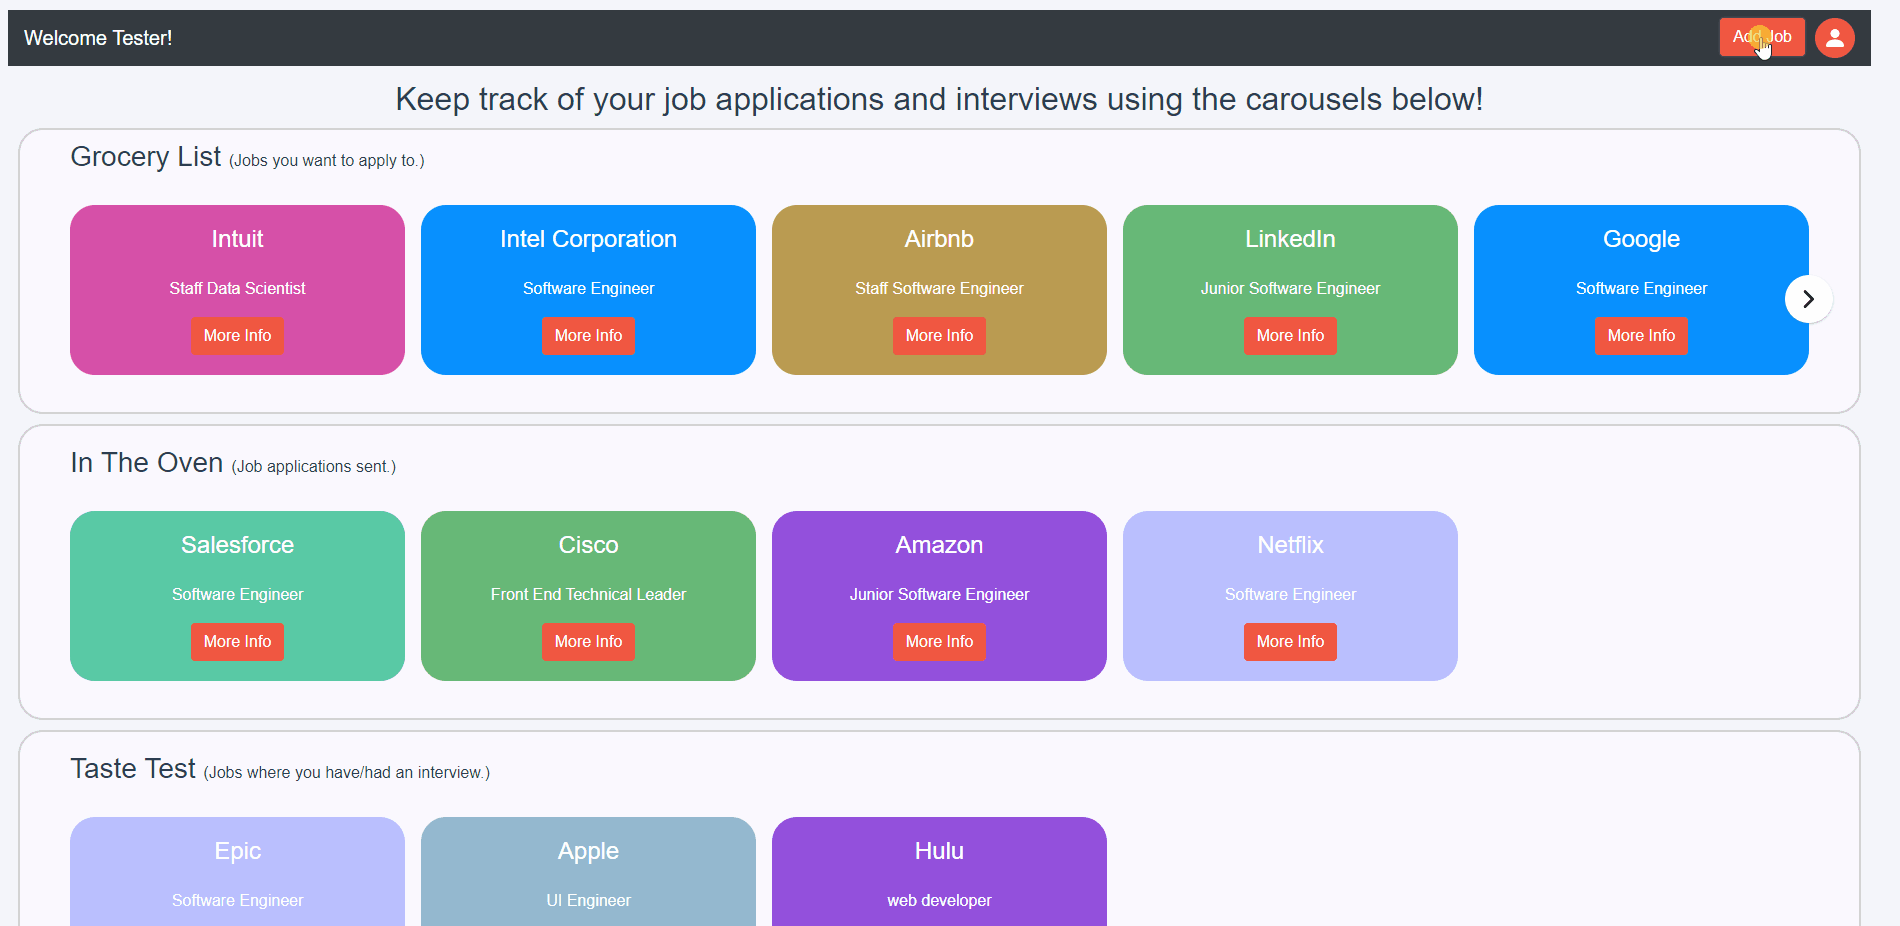 Welcome Tester!
Add Job
Keep track of your job applications and interviews using the carousels below!
Grocery List (Jobs you want to apply to.)
Intuit
Staff Data Scientist
More Info
Intel Corporation
Software Engineer
More Info
Airbnb
Staff Software Engineer
More Info
LinkedIn
Junior Software Engineer
More Info
Google
Software Engineer
More Info
In The Oven (Job applications sent.)
Salesforce
Software Engineer
More Info
Cisco
Front End Technical Leader
More Info
Amazon
Junior Software Engineer
More Info
Netflix
Software Engineer
More Info
Taste Test (Jobs where you have/had an interview.)
Epic
Software Engineer
Apple
UI Engineer
Hulu
web developer